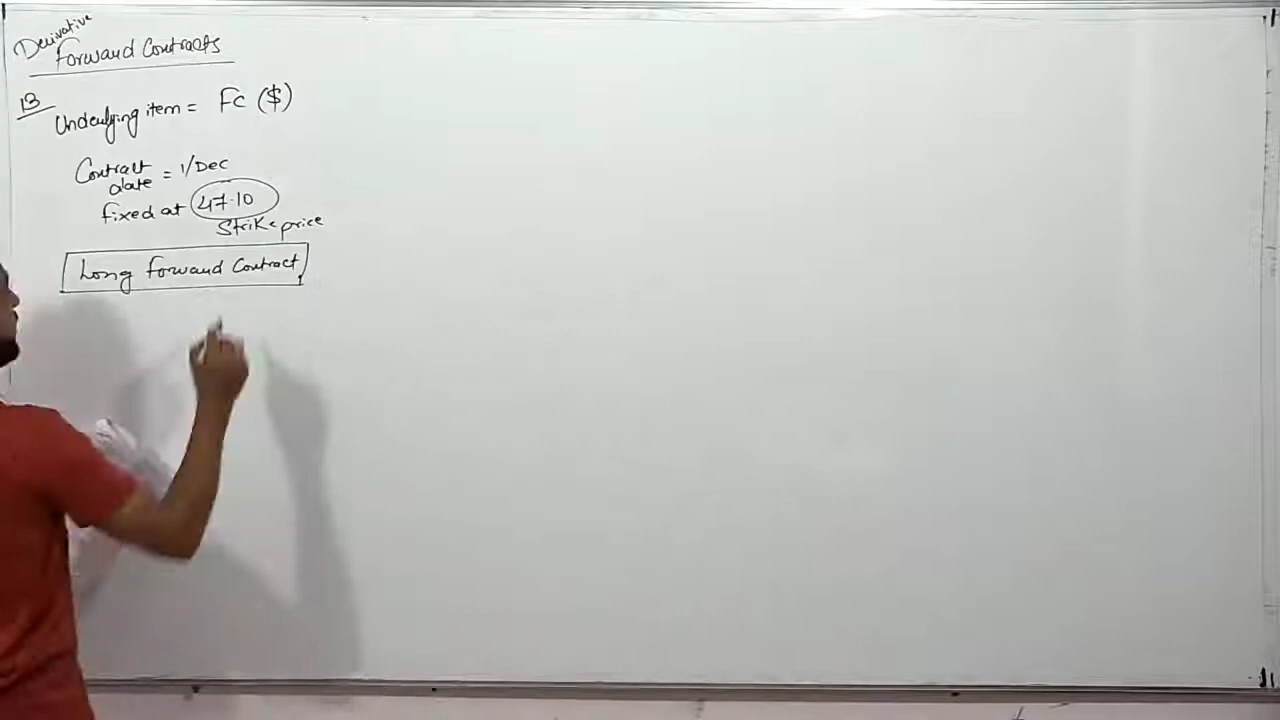 Derivative
Forward Contracts
13
Underlying item = FC ($)
Contract date = 1/Dec
fixed at 47.10
Strike price
Long forward Contract